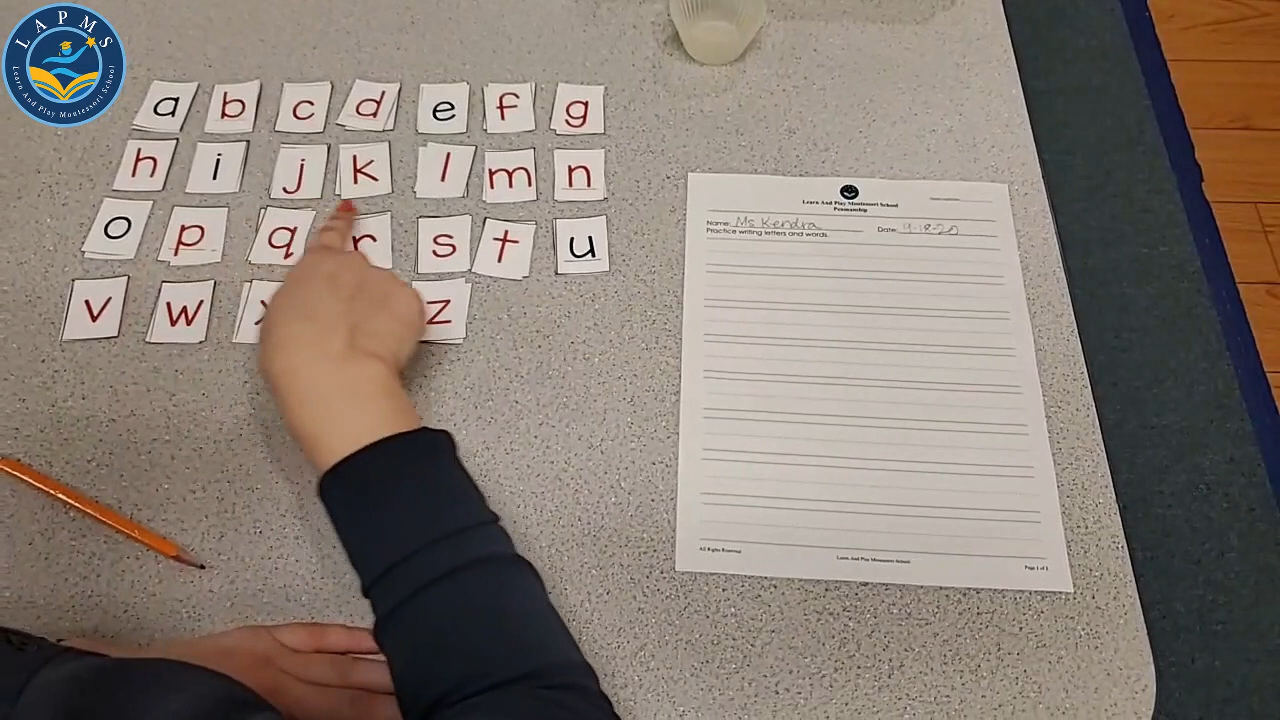 LAPMS
Learn And Play Montessori School
a b c d e f g
h i j k l m n
o p q r s t u
v w x z
Learn And Play Montessori School
Penmanship
Name: Ms Kendra Date: 9-18-20
Practice writing letters and words.
All Rights Reserved
Learn And Play Montessori School
Page 1 of 1